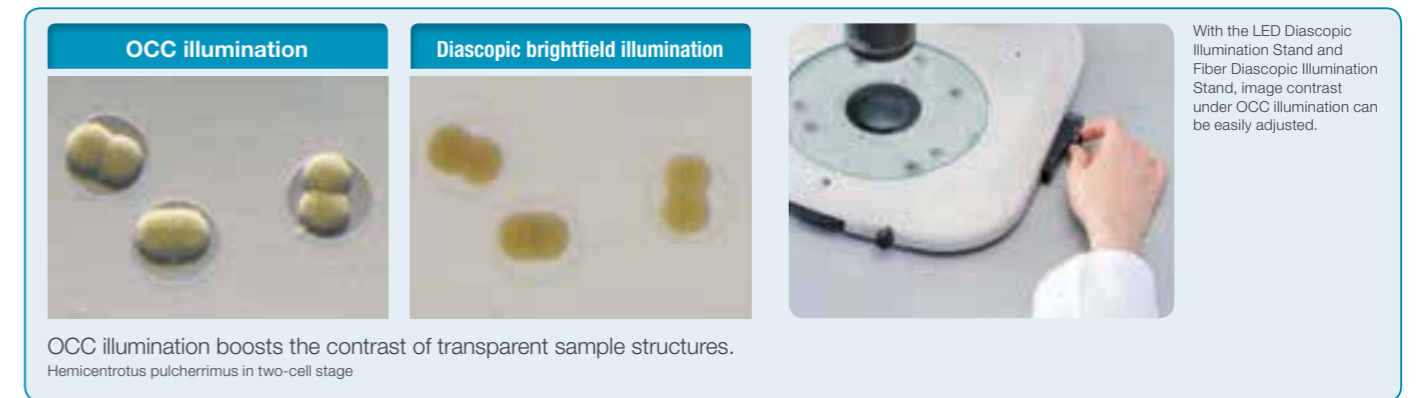 OCC illumination
Diascopic brightfield illumination
With the LED Diascopic
Illumination Stand and
Fiber Diascopic Illumination
Stand, image contrast
under OCC illumination can
be easily adjusted.
OCC illumination boosts the contrast of transparent sample structures.
Hemicentrotus pulcherrimus in two-cell stage